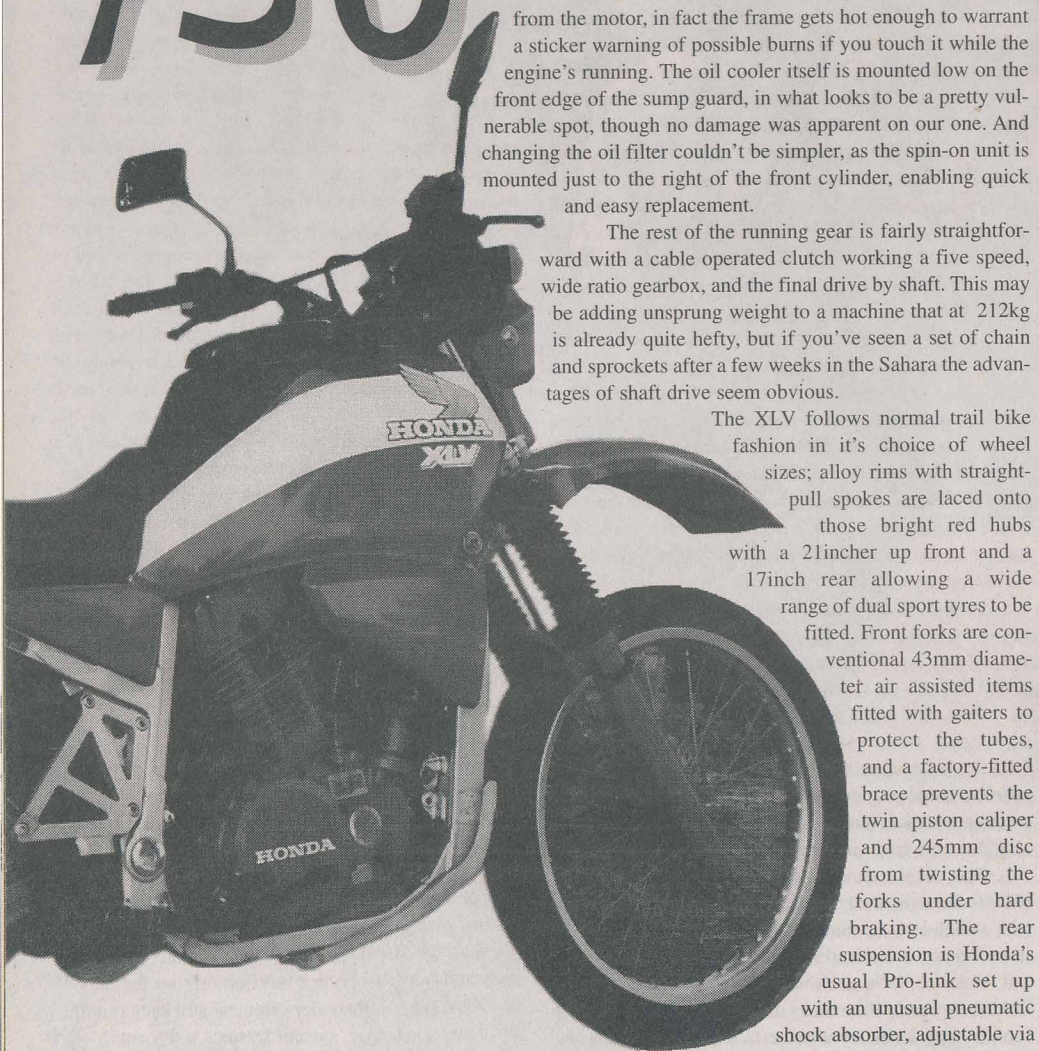 750
from the motor, in fact the frame gets hot enough to warrant
a sticker warning of possible burns if you touch it while the
engine's running. The oil cooler itself is mounted low on the
front edge of the sump guard, in what looks to be a pretty vul-
nerable spot, though no damage was apparent on our one. And
changing the oil filter couldn't be simpler, as the spin-on unit is
mounted just to the right of the front cylinder, enabling quick
and easy replacement.
The rest of the running gear is fairly straightfor-
ward with a cable operated clutch working a five speed,
wide ratio gearbox, and the final drive by shaft. This may
be adding unsprung weight to a machine that at 212kg
is already quite hefty, but if you've seen a set of chain
and sprockets after a few weeks in the Sahara the advan-
tages of shaft drive seem obvious.
The XLV follows normal trail bike
fashion in it's choice of wheel
sizes; alloy rims with straight-
pull spokes are laced onto
those bright red hubs
with a 21incher up front and a
17inch rear allowing a wide
range of dual sport tyres to be
fitted. Front forks are con-
ventional 43mm diame-
ter air assisted items
fitted with gaiters to
protect the tubes,
and a factory-fitted
brace prevents the
twin piston caliper
and 245mm disc
from twisting the
forks under hard
braking. The rear
suspension is Honda's
usual Pro-link set up
with an unusual pneumatic
shock absorber, adjustable via
HONDA
XLV
HONDA